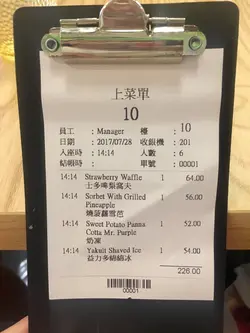 上菜單
10
員工 : Manager 檯 : 10
日期 : 2017/07/28 收銀機 : 201
入座時 : 14:14 人數 : 6
結賬時 : 單號 : 00001
14:14 Strawberry Waffle 1 64.00
士多啤梨窩夫
14:14 Sorbet With Grilled 1 56.00
Pineapple
燒菠蘿雪芭
14:14 Sweet Potato Panna 1 52.00
Cotta Mr. Purple
奶凍
14:14 Yakult Shaved Ice 1 54.00
益力多綿綿冰
226.00
00001